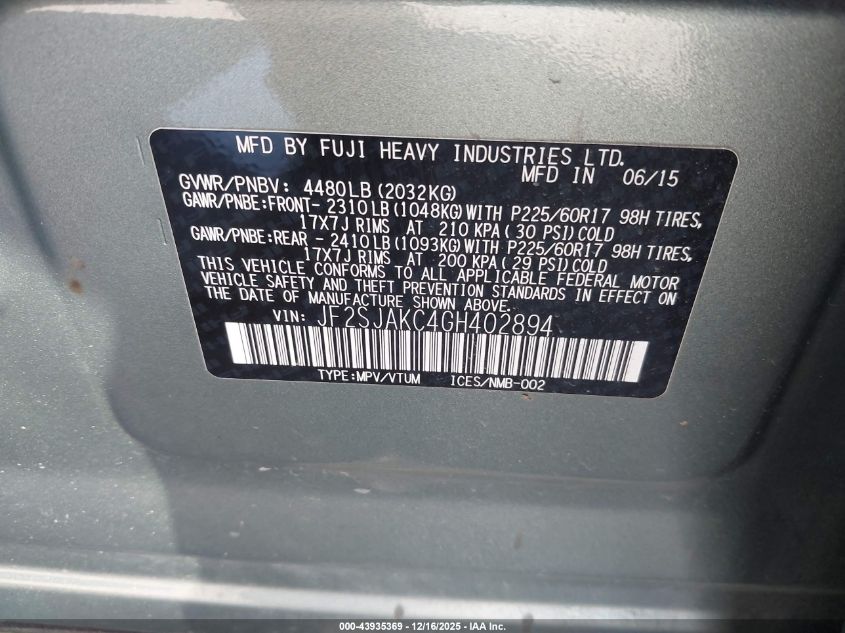 MFD BY FUJI HEAVY INDUSTRIES LTD.
MFD IN 06/15
GVWR/PNBV: 4480LB(2032KG)
GAWR/PNBE:FRONT- 2310LB(1048KG)WITH P225/60R17 98H TIRES,
17X7J RIMS AT 210 KPA( 30 PSI)COLD
GAWR/PNBE:REAR - 2410LB(1093KG)WITH P225/60R17 98H TIRES,
17X7J RIMS AT 200 KPA( 29 PSI)COLD
THIS VEHICLE CONFORMS TO ALL APPLICABLE FEDERAL MOTOR
VEHICLE SAFETY AND THEFT PREVENTION STANDARDS IN EFFECT ON
THE DATE OF MANUFACTURE SHOWN ABOVE.
VIN: JF2SJAKC4GH402894
TYPE:MPV/VTUM ICES/NMB-002
000-43935369 - 12/16/2025 - IAA Inc.